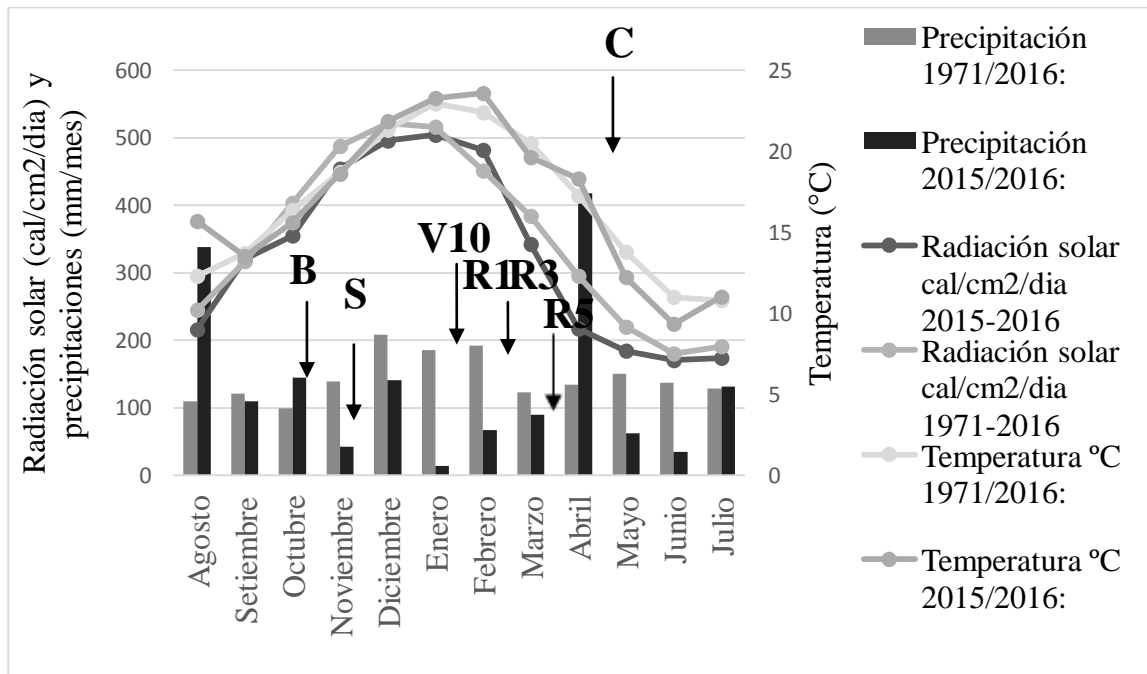 Radiación solar (cal/cm2/dia) y
precipitaciones (mm/mes)
600
500
400
300
200
100
0
B
S
V10
R1
R3
R5
C
25
20
15
10
5
0
Temperatura (°C)
Agosto
Setiembre
Octubre
Noviembre
Diciembre
Enero
Febrero
Marzo
Abril
Mayo
Junio
Julio
Precipitación
1971/2016:
Precipitación
2015/2016:
Radiación solar
cal/cm2/dia
2015-2016
Radiación solar
cal/cm2/dia
1971-2016
Temperatura ºC
1971/2016:
Temperatura ºC
2015/2016: